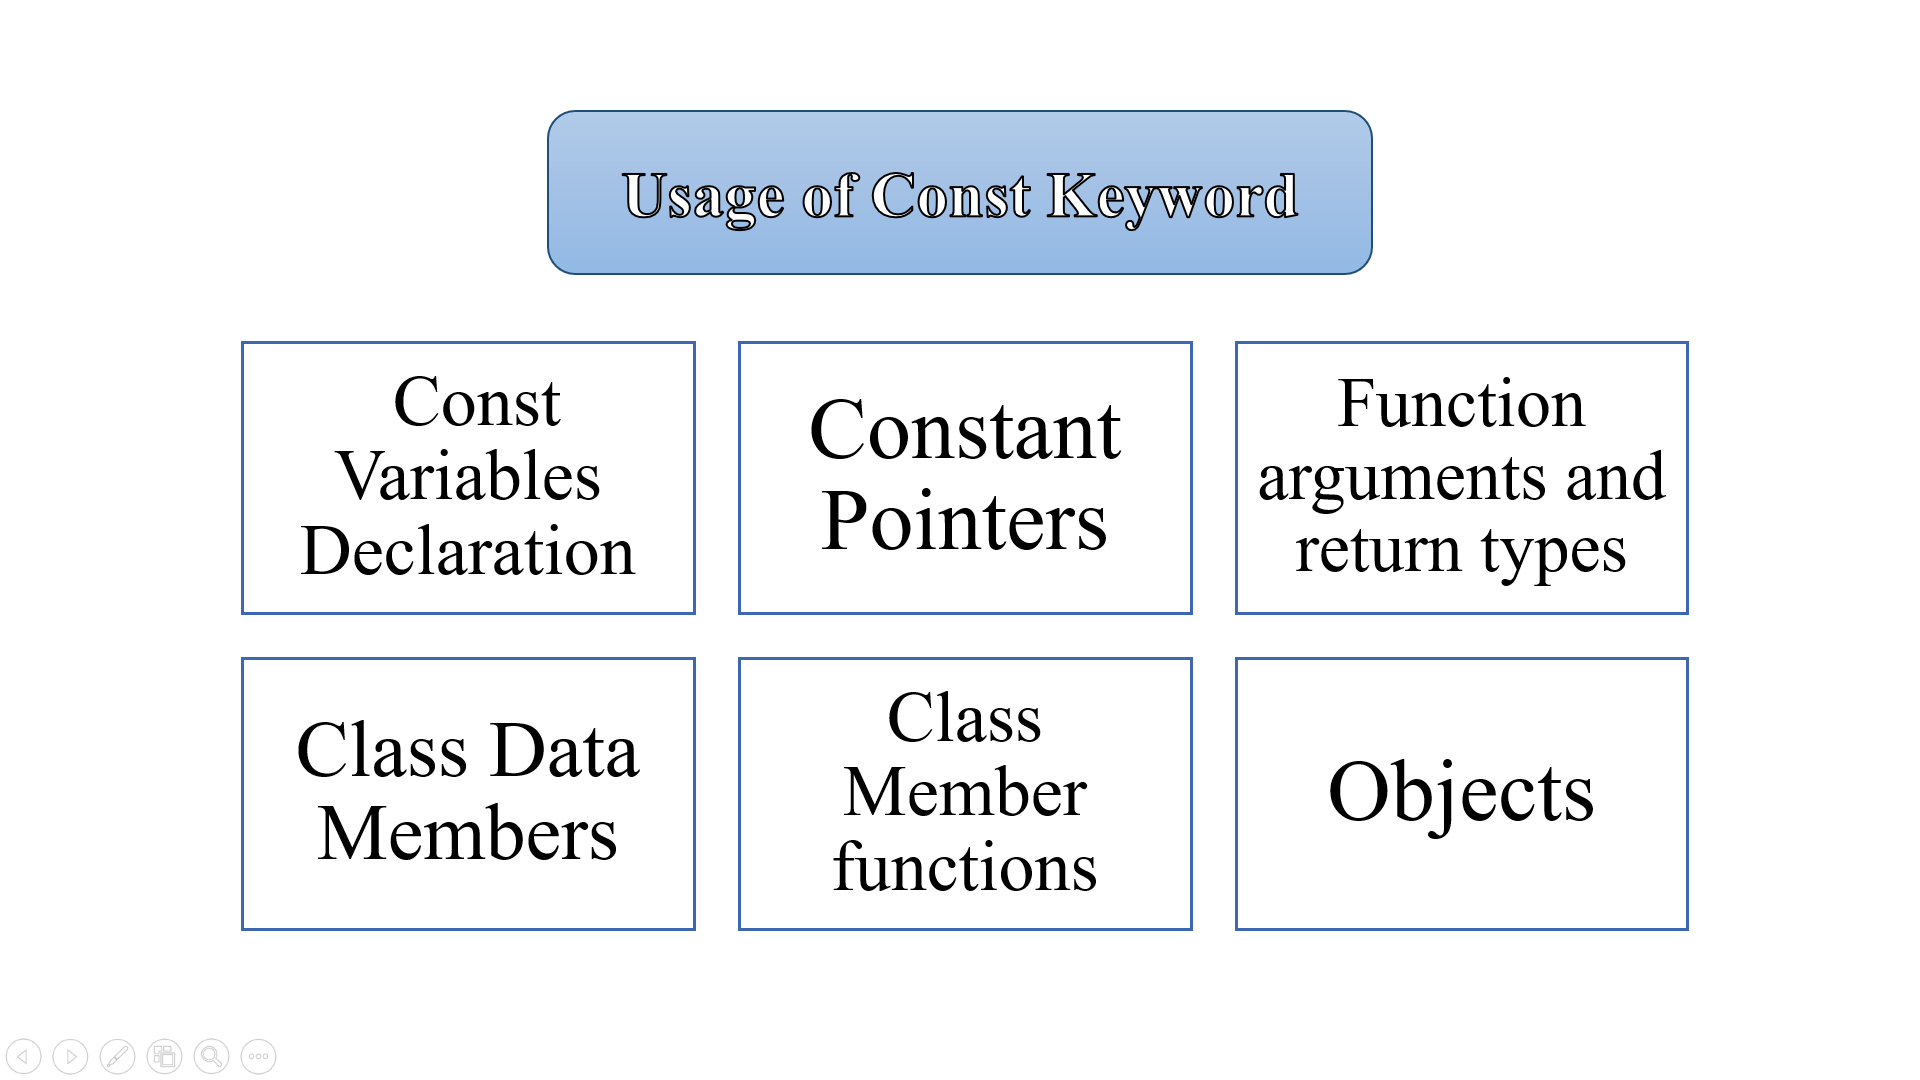 Usage of Const Keyword
Const
Variables
Declaration
Constant
Pointers
Function
arguments and
return types
Class Data
Members
Class
Member
functions
Objects